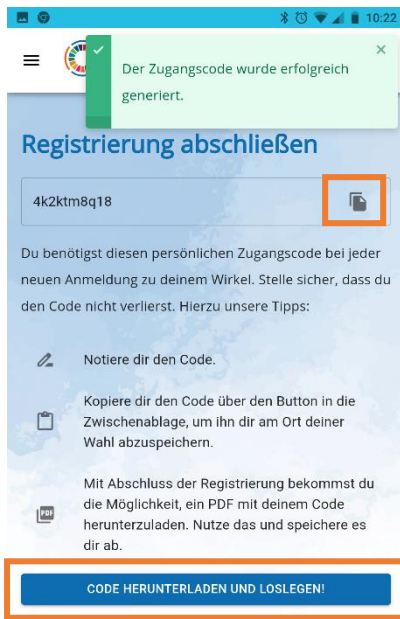 10:22
Der Zugangscode wurde erfolgreich
generiert.
Registrierung abschließen
4k2ktm8q18
Du benötigst diesen persönlichen Zugangscode bei jeder
neuen Anmeldung zu deinem Wirkel. Stelle sicher, dass du
den Code nicht verlierst. Hierzu unsere Tipps:
Notiere dir den Code.
Kopiere dir den Code über den Button in die
Zwischenablage, um ihn dir am Ort deiner
Wahl abzuspeichern.
Mit Abschluss der Registrierung bekommst du
die Möglichkeit, ein PDF mit deinem Code
PDF
herunterzuladen. Nutze das und speichere es
dir ab.
CODE HERUNTERLADEN UND LOSLEGEN!